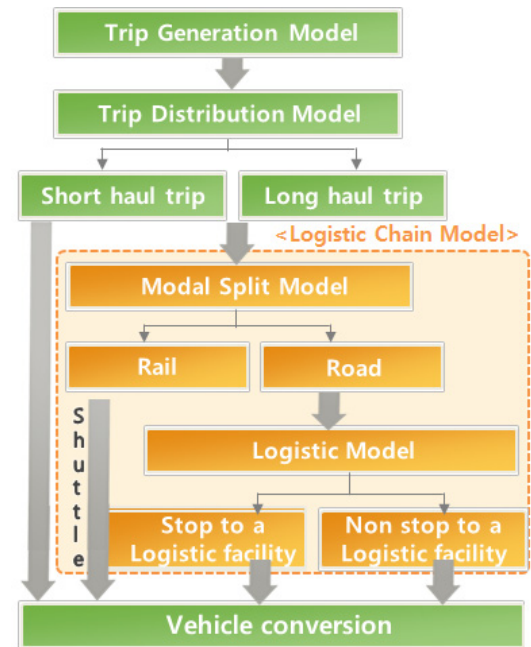 Trip Generation Model
Trip Distribution Model
Short haul trip
Long haul trip
<Logistic Chain Model>
Modal Split Model
Rail
Road
Shuttle
Logistic Model
Stop to a
Logistic facility
Non stop to a
Logistic facility
Vehicle conversion